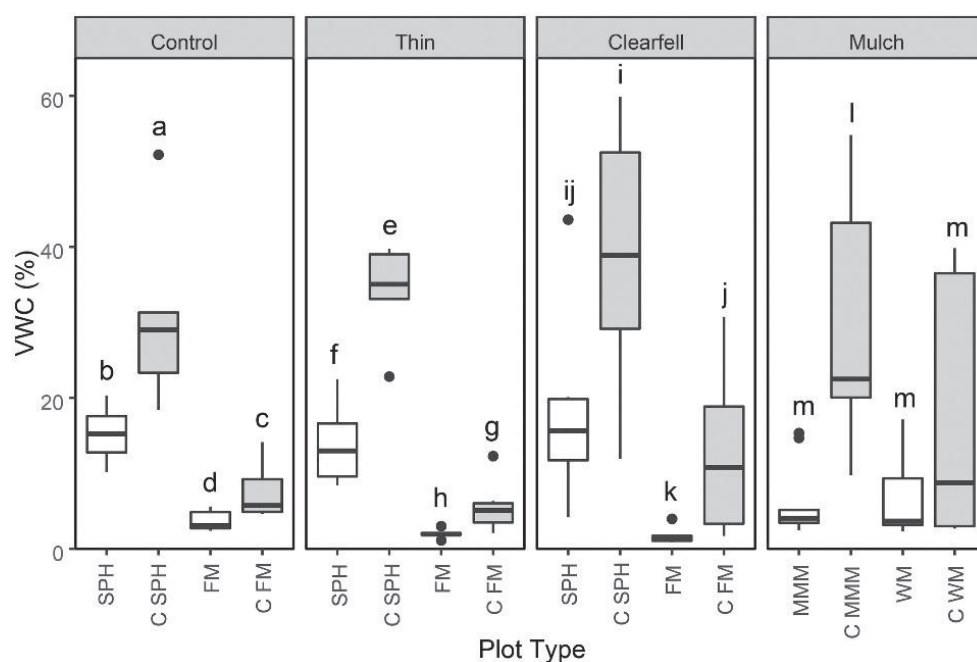 Control Thin Clearfell Mulch
60
40
20
0
VWC (%)
b a d c
f e h g
ij i k j
m l m m
SPH C SPH FM C FM SPH C SPH FM C FM SPH C SPH FM C FM MMM C MMM WM C WM
Plot Type